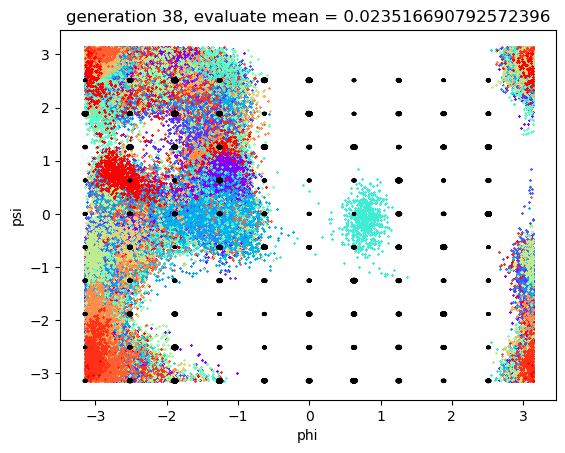 generation 38, evaluate mean = 0.023516690792572396
3
2
1
0
−1
−2
−3
psi
−3 −2 −1 0 1 2 3
phi